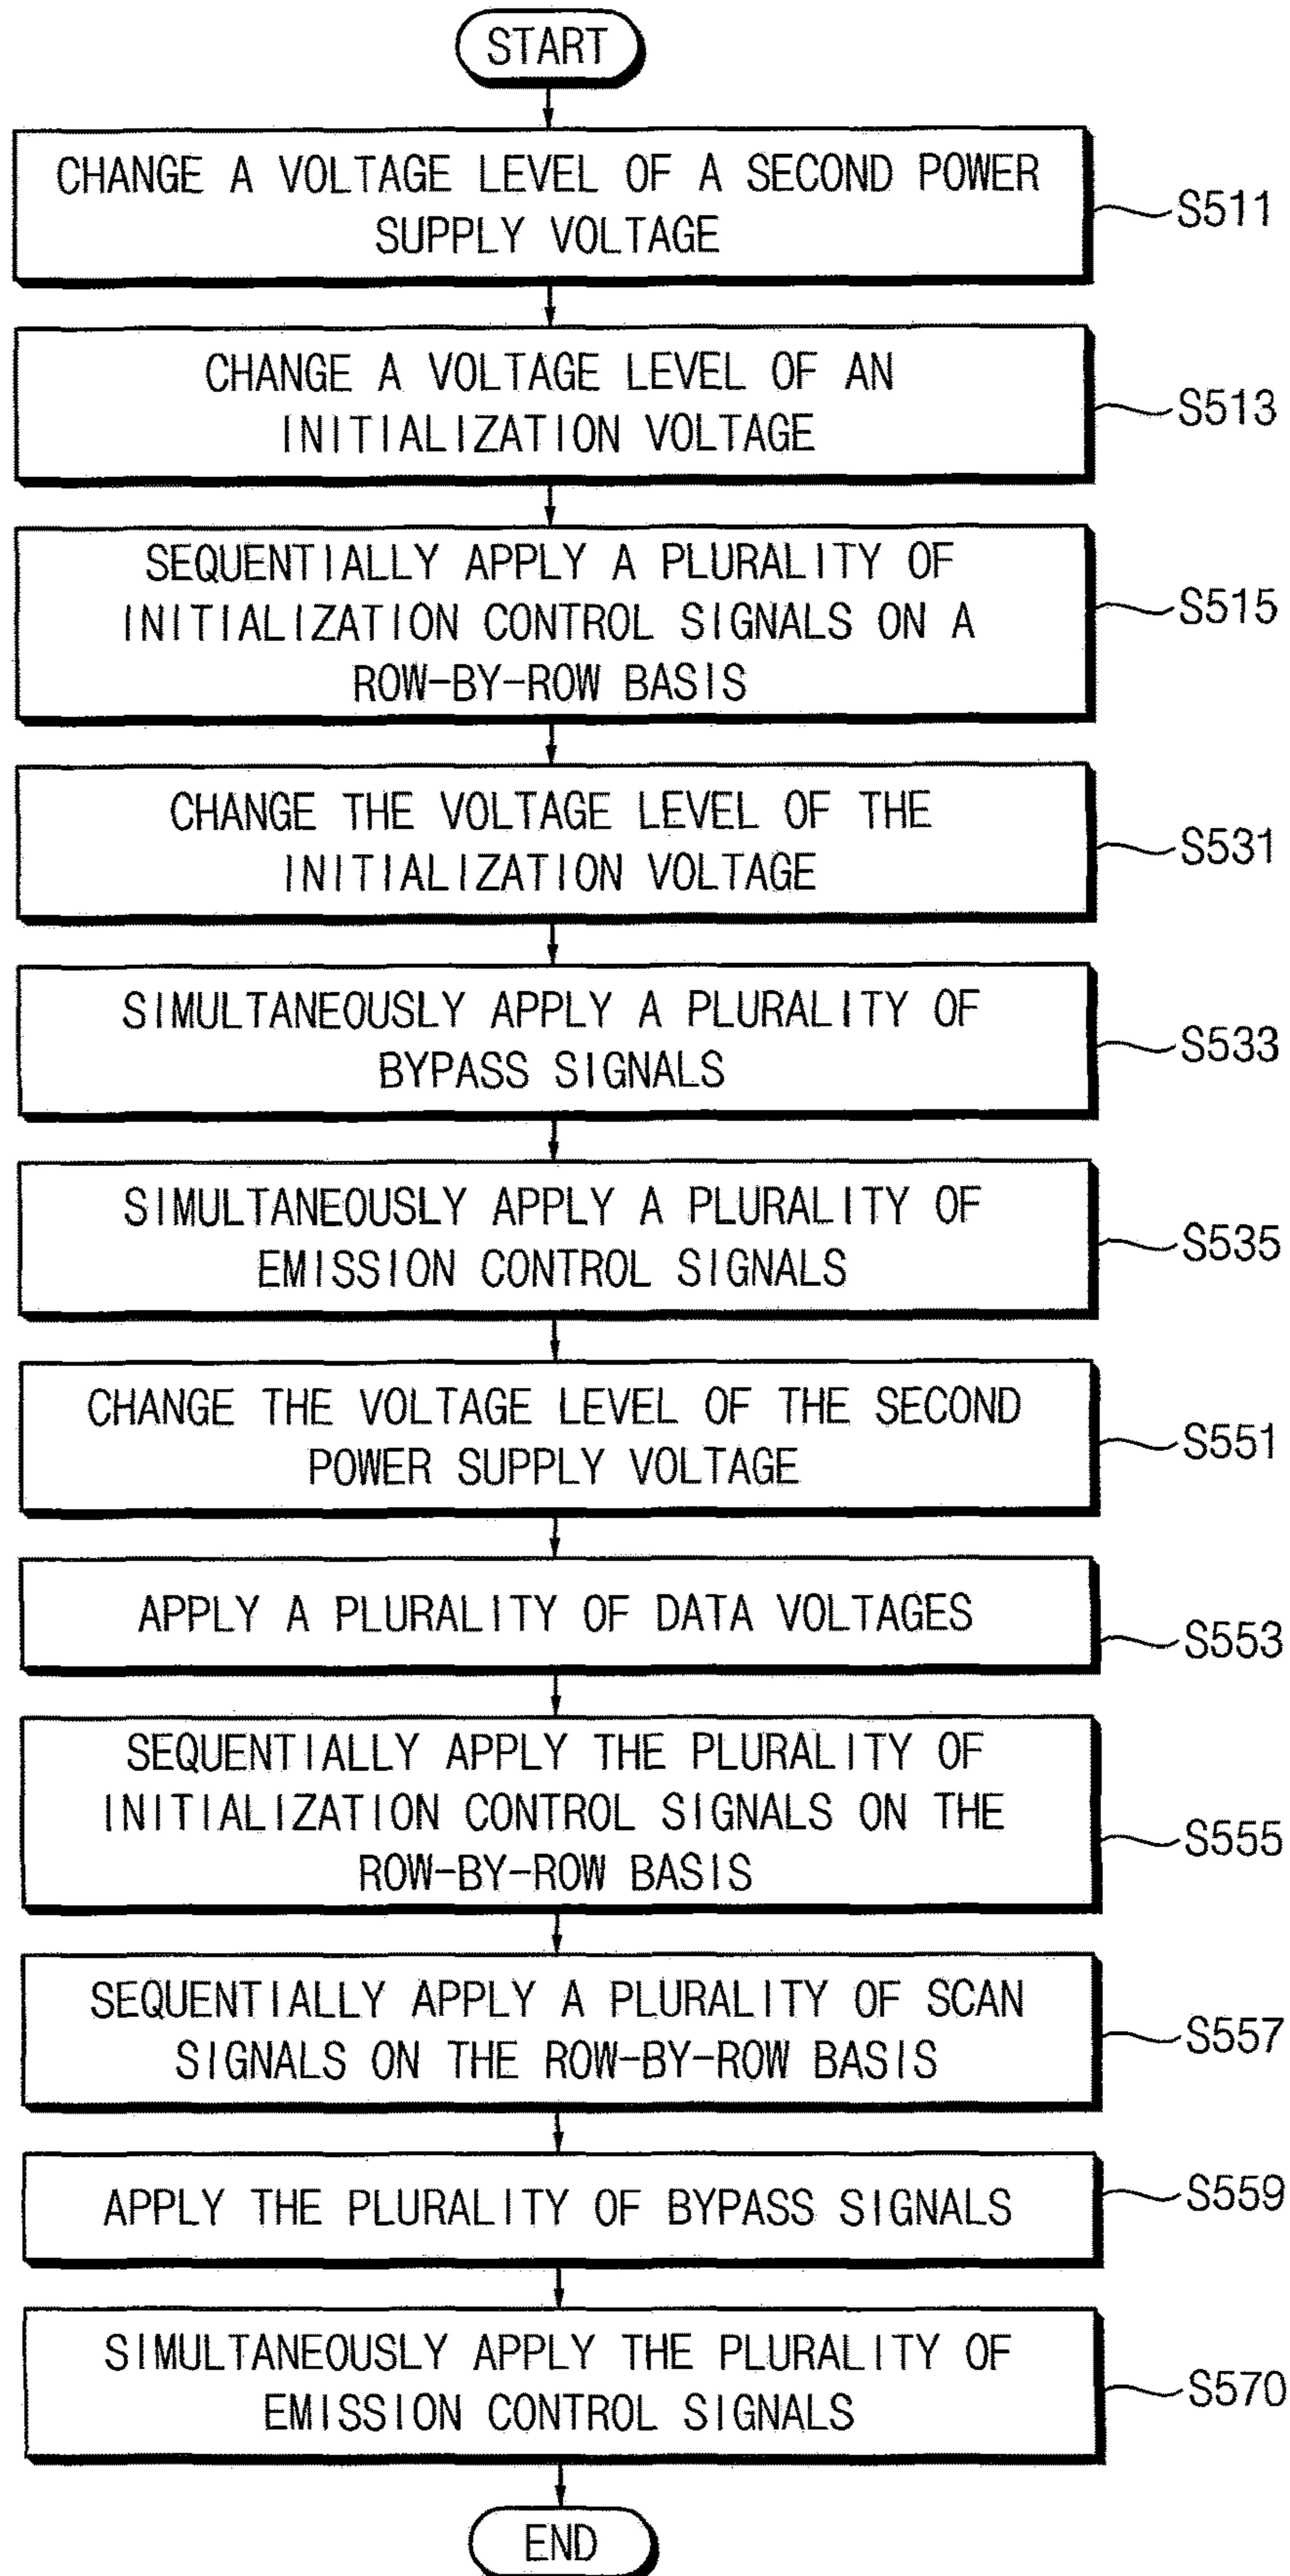 START
CHANGE A VOLTAGE LEVEL OF A SECOND POWER
SUPPLY VOLTAGE
S511
CHANGE A VOLTAGE LEVEL OF AN
INITIALIZATION VOLTAGE
S513
SEQUENTIALLY APPLY A PLURALITY OF
INITIALIZATION CONTROL SIGNALS ON A
ROW-BY-ROW BASIS
S515
CHANGE THE VOLTAGE LEVEL OF THE
INITIALIZATION VOLTAGE
S531
SIMULTANEOUSLY APPLY A PLURALITY OF
BYPASS SIGNALS
S533
SIMULTANEOUSLY APPLY A PLURALITY OF
EMISSION CONTROL SIGNALS
S535
CHANGE THE VOLTAGE LEVEL OF THE SECOND
POWER SUPPLY VOLTAGE
S551
APPLY A PLURALITY OF DATA VOLTAGES
S553
SEQUENTIALLY APPLY THE PLURALITY OF
INITIALIZATION CONTROL SIGNALS ON THE
ROW-BY-ROW BASIS
S555
SEQUENTIALLY APPLY A PLURALITY OF SCAN
SIGNALS ON THE ROW-BY-ROW BASIS
S557
APPLY THE PLURALITY OF BYPASS SIGNALS
S559
SIMULTANEOUSLY APPLY THE PLURALITY OF
EMISSION CONTROL SIGNALS
S570
END